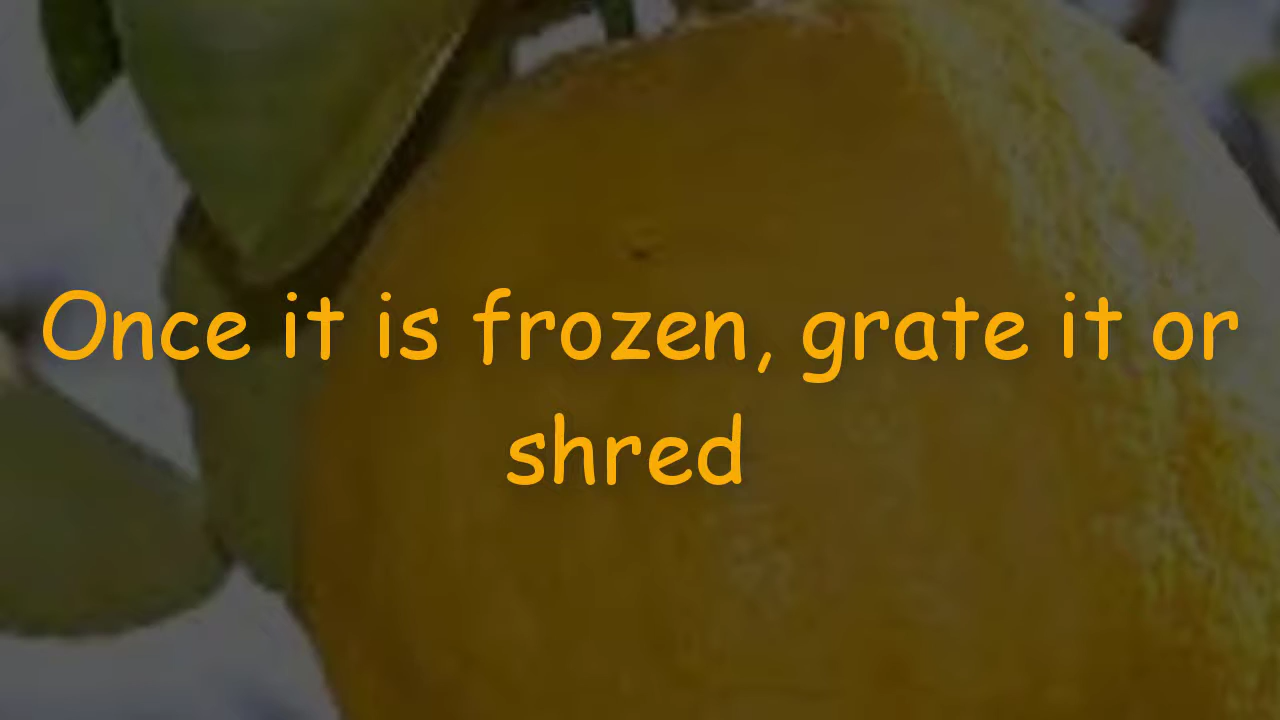 Once it is frozen, grate it or
shred